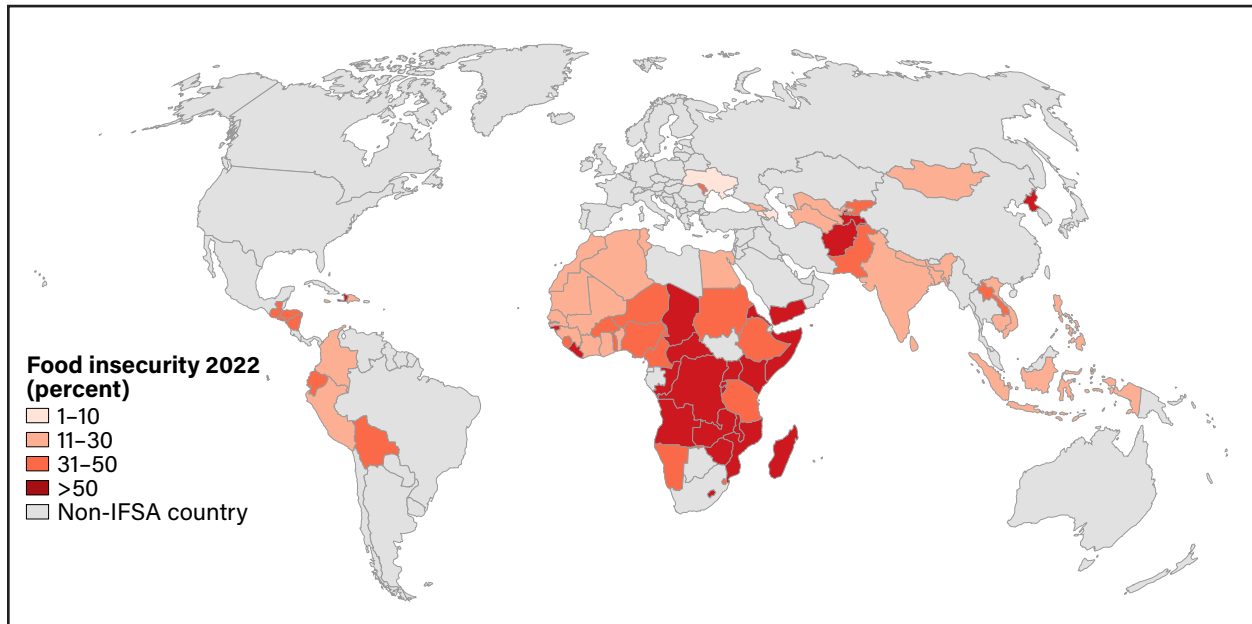 Food insecurity 2022
(percent)
1–10
11–30
31–50
>50
Non-IFSA country